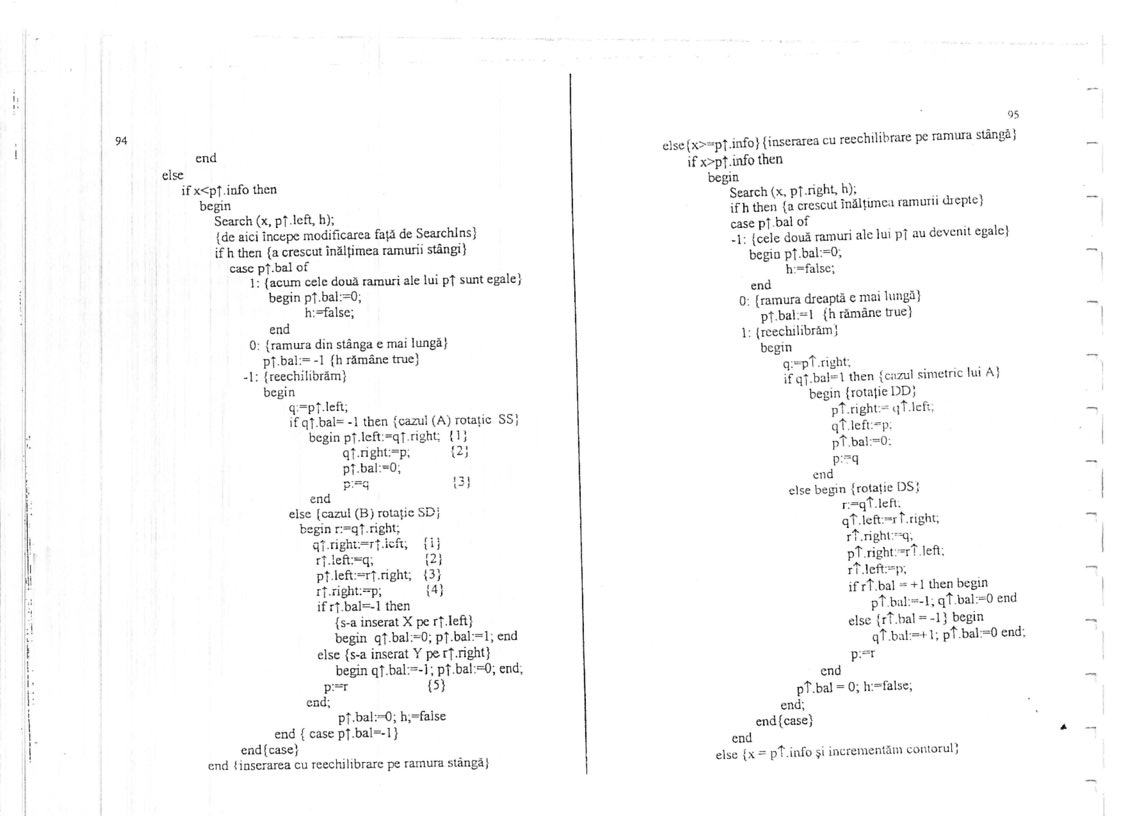 94
end
else
if x<p↑.info then
begin
Search (x, p↑.left, h);
{de aici începe modificarea față de SearchIns}
if h then {a crescut înălțimea ramurii stângi}
case p↑.bal of
1: {acum cele două ramuri ale lui p↑ sunt egale}
begin p↑.bal:=0;
h:=false;
end
0: {ramura din stânga e mai lungă}
p↑.bal:= -1 {h rămâne true}
-1: {reechilibrăm}
begin
q:=p↑.left;
if q↑.bal= -1 then {cazul (A) rotație SS}
begin p↑.left:=q↑.right; {1}
q↑.right:=p; {2}
p↑.bal:=0;
p:=q {3}
end
else {cazul (B) rotație SD}
begin r:=q↑.right;
q↑.right:=r↑.left; {1}
r↑.left:=q; {2}
p↑.left:=r↑.right; {3}
r↑.right:=p; {4}
if r↑.bal=-1 then
{s-a inserat X pe r↑.left}
begin q↑.bal:=0; p↑.bal:=1; end
else {s-a inserat Y pe r↑.right}
begin q↑.bal:=-1; p↑.bal:=0; end;
p:=r {5}
end;
p↑.bal:=0; h;=false
end { case p↑.bal=-1}
end{case}
end {inserarea cu reechilibrare pe ramura stângă}
95
else{x>=p↑.info} {inserarea cu reechilibrare pe ramura stângă}
if x>p↑.info then
begin
Search (x, p↑.right, h);
if h then {a crescut înălțimea ramurii drepte}
case p↑.bal of
-1: {cele două ramuri ale lui p↑ au devenit egale}
begin p↑.bal:=0;
h:=false;
end
0: {ramura dreaptă e mai lungă}
p↑.bal:=1 {h rămâne true}
1: {reechilibrăm}
begin
q:=p↑.right;
if q↑.bal=1 then {cazul simetric lui A}
begin {rotație DD}
p↑.right:= q↑.left;
q↑.left:=p;
p↑.bal:=0;
p:=q
end
else begin {rotație DS}
r:=q↑.left;
q↑.left:=r↑.right;
r↑.right:=q;
p↑.right:=r↑.left;
r↑.left:=p;
if r↑.bal = +1 then begin
p↑.bal:=-1; q↑.bal:=0 end
else {r↑.bal = -1} begin
q↑.bal:=+1; p↑.bal:=0 end;
p:=r
end
p↑.bal = 0; h:=false;
end;
end{case}
end
else {x = p↑.info și incrementăm contorul}